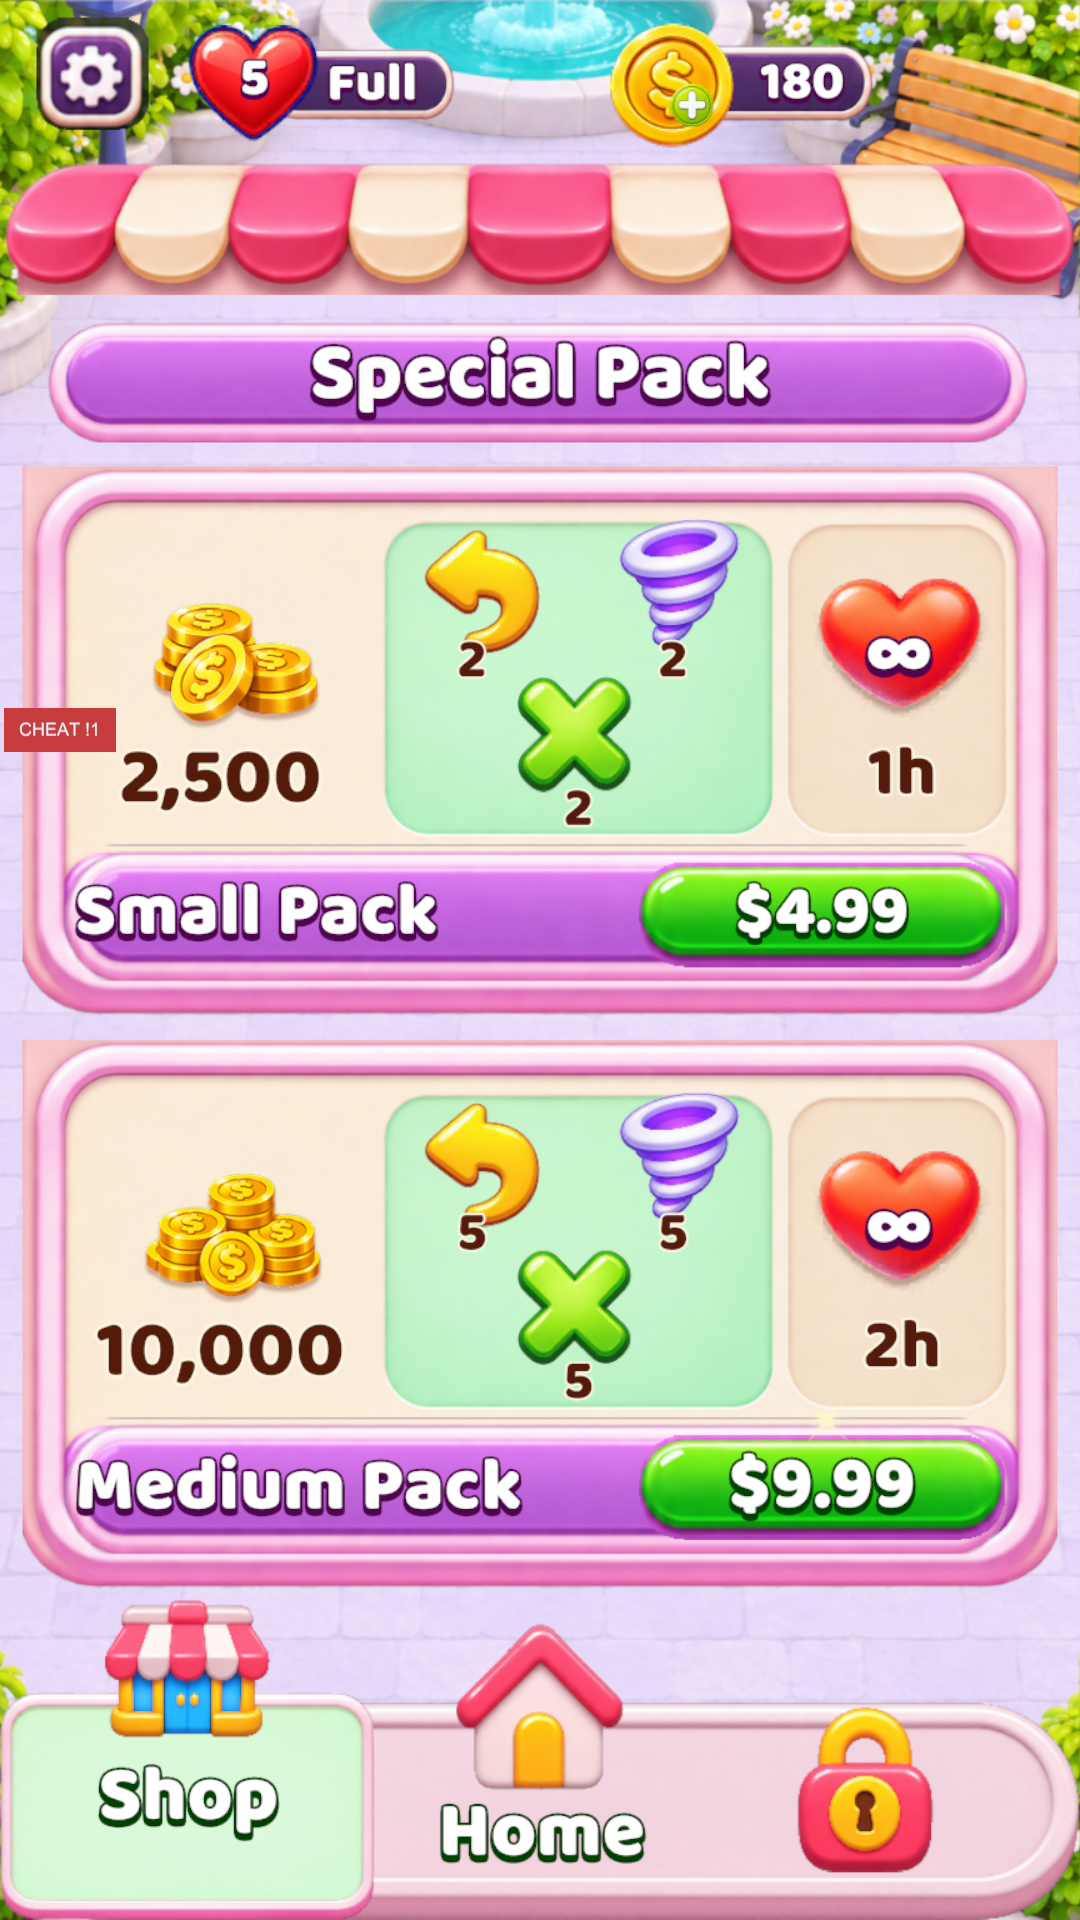 5 Full 180
Special Pack
2 2
CHEAT !1
2,500
2
1h
Small Pack $4.99
5 5
10,000
5
2h
Medium Pack $9.99
Shop
Home